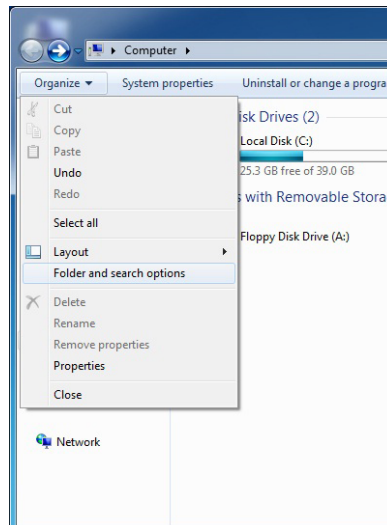 Computer
Organize
System properties
Uninstall or change a progra
Cut
Copy
Paste
Undo
Redo
Select all
Layout
Folder and search options
Delete
Rename
Remove properties
Properties
Close
isk Drives (2)
Local Disk (C:)
25.3 GB free of 39.0 GB
s with Removable Stora
Floppy Disk Drive (A:)
Network